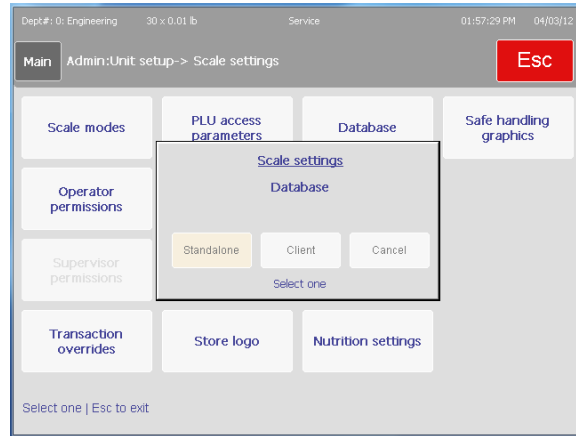 Dept#: 0: Engineering 30 x 0.01 lb Service 01:57:29 PM 04/03/12
Main Admin:Unit setup-> Scale settings Esc
Scale modes
PLU access
parameters
Database
Safe handling
graphics
Scale settings
Database
Standalone Client Cancel
Select one
Operator
permissions
Supervisor
permissions
Transaction
overrides
Store logo
Nutrition settings
Select one | Esc to exit